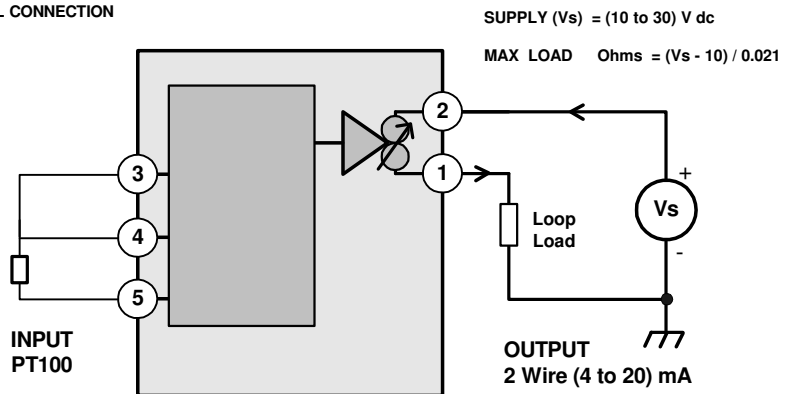 CONNECTION
SUPPLY (Vs) = (10 to 30) V dc
MAX LOAD Ohms = (Vs - 10) / 0.021
2
3
1
+
Vs
Loop
Load
4
-
5
INPUT
PT100
OUTPUT
2 Wire (4 to 20) mA